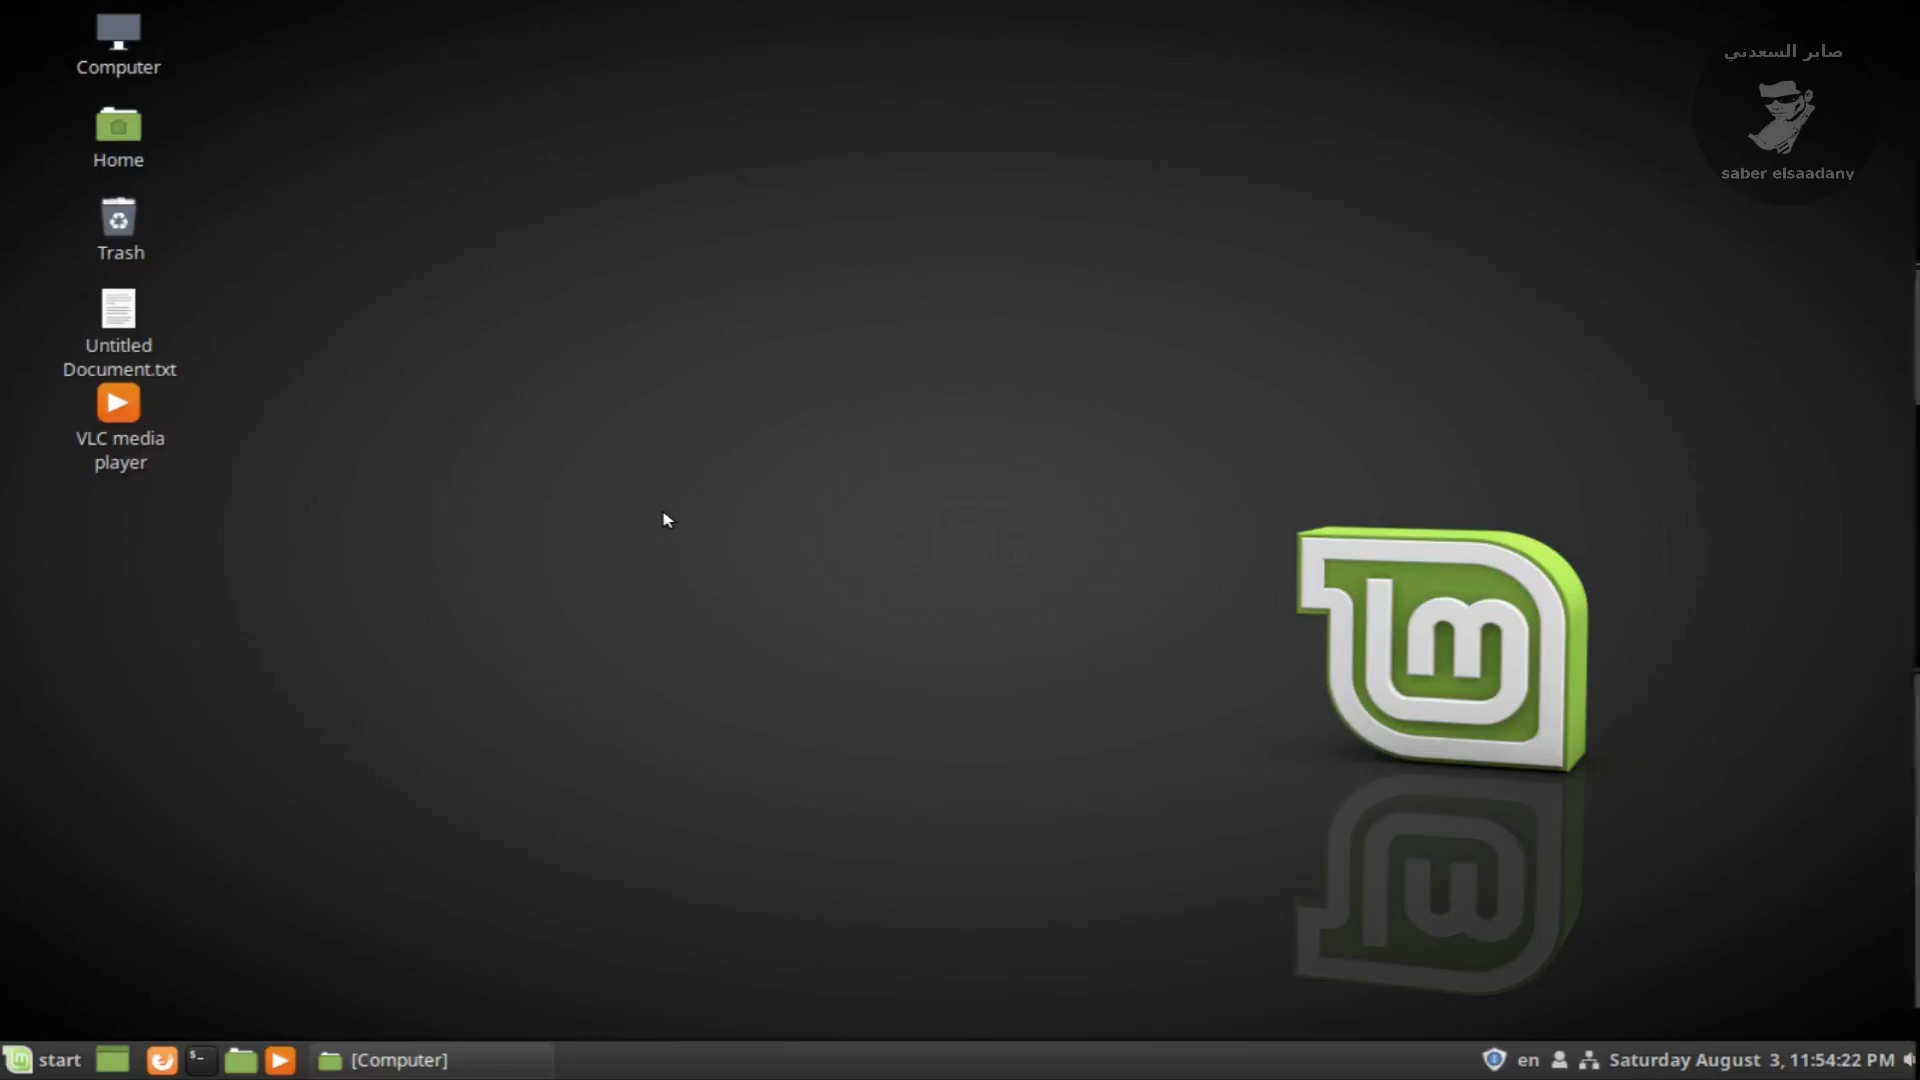 Computer
Home
Trash
Untitled
Document.txt
VLC media
player
صابر السعدني
saber elsaadany
lm
start
$-
[Computer]
en
Saturday August 3, 11:54:22 PM